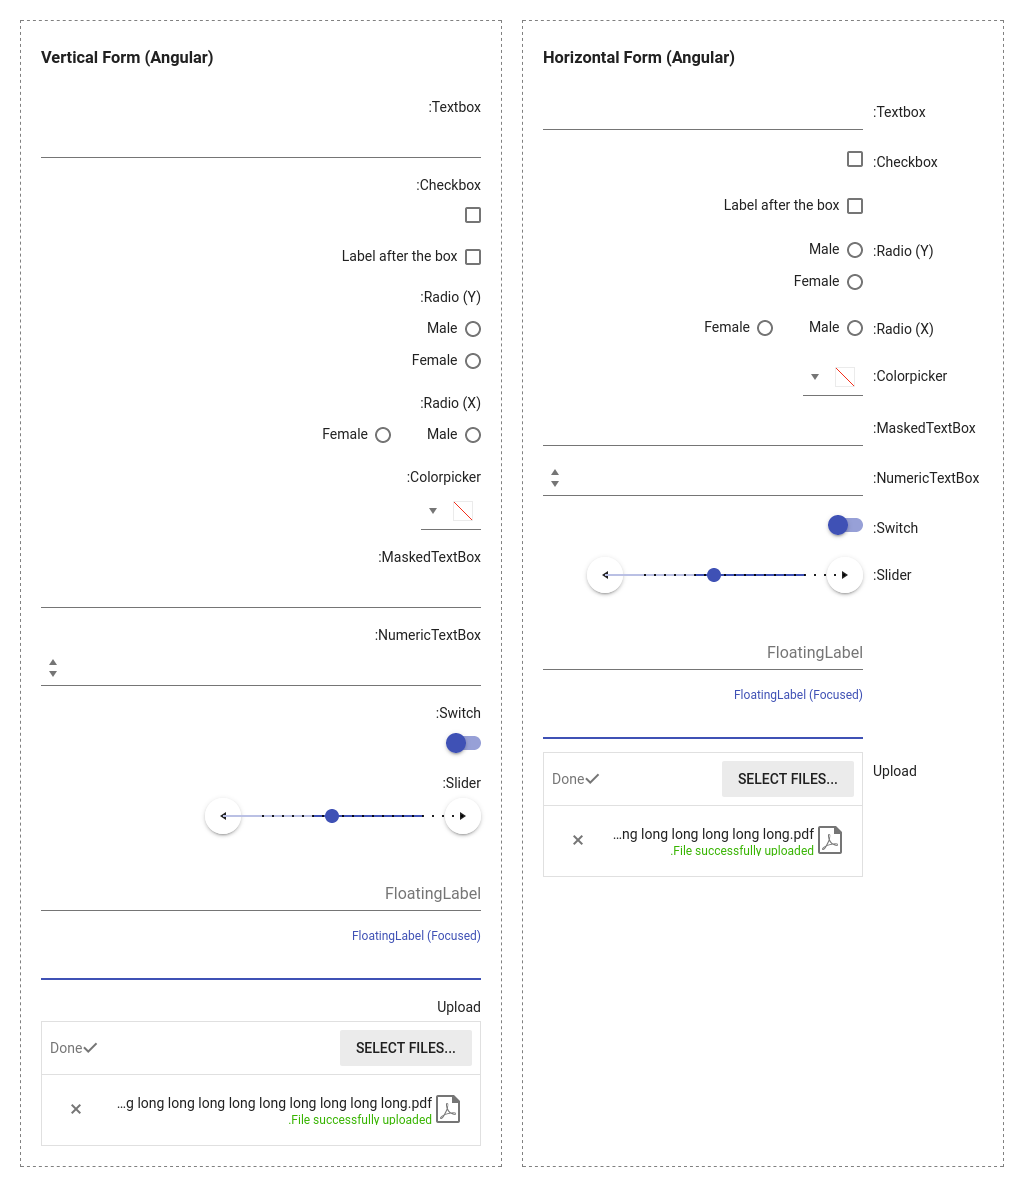 Vertical Form (Angular)
:Textbox
:Checkbox
Label after the box
:Radio (Y)
Male
Female
:Radio (X)
Female Male
:Colorpicker
:MaskedTextBox
:NumericTextBox
:Switch
:Slider
FloatingLabel
FloatingLabel (Focused)
Upload
Done SELECT FILES...
...g long long long long long long long long long.pdf
.File successfully uploaded
Horizontal Form (Angular)
:Textbox
:Checkbox
Label after the box
Male :Radio (Y)
Female
Female Male :Radio (X)
:Colorpicker
:MaskedTextBox
:NumericTextBox
:Switch
:Slider
FloatingLabel
FloatingLabel (Focused)
Done SELECT FILES... Upload
...ng long long long long long.pdf
.File successfully uploaded